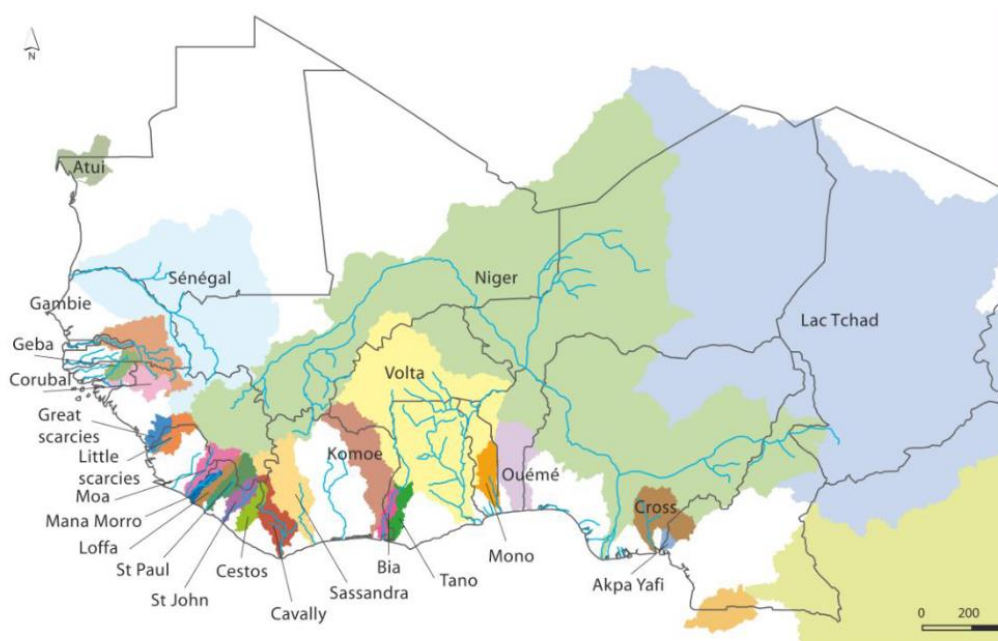 N
Atui
Sénégal
Niger
Gambie
Lac Tchad
Geba
Corubal
Volta
Great
scarcies
Little
scarcies
Komoe
Ouémé
Moa
Cross
Mana Morro
Loffa
Mono
St Paul
Cestos
Bia
Akpa Yafi
St John
Sassandra
Tano
Cavally
0 200